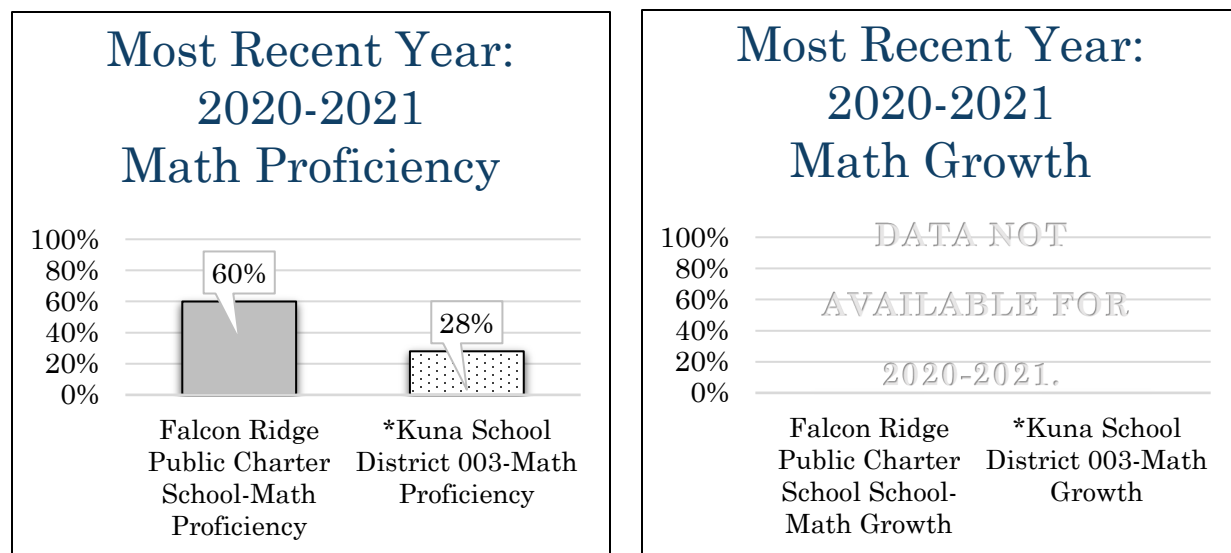 Most Recent Year:
2020-2021
Math Proficiency
100%
80%
60%
40%
20%
0%
60%
28%
Falcon Ridge
Public Charter
School-Math
Proficiency
*Kuna School
District 003-Math
Proficiency
Most Recent Year:
2020-2021
Math Growth
100%
80%
60%
40%
20%
0%
DATA NOT
AVAILABLE FOR
2020-2021.
Falcon Ridge
Public Charter
School School-
Math Growth
*Kuna School
District 003-Math
Growth